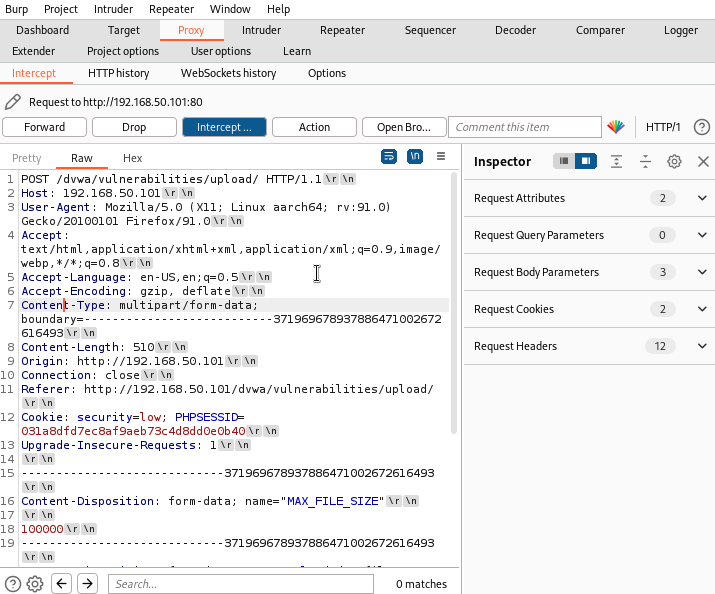 Burp Project Intruder Repeater Window Help
Dashboard Target Proxy Intruder Repeater Sequencer Decoder Comparer Logger
Extender Project options User options Learn
Intercept HTTP history WebSockets history Options
Request to http://192.168.50.101:80
Forward Drop Intercept ... Action Open Bro... Comment this item HTTP/1
Pretty Raw Hex \n
1 POST /dvwa/vulnerabilities/upload/ HTTP/1.1\r\n
2 Host: 192.168.50.101\r\n
3 User-Agent: Mozilla/5.0 (X11; Linux aarch64; rv:91.0)
Gecko/20100101 Firefox/91.0\r\n
4 Accept:
text/html,application/xhtml+xml,application/xml;q=0.9,image/
webp,*/*;q=0.8\r\n
5 Accept-Language: en-US,en;q=0.5\r\n
6 Accept-Encoding: gzip, deflate\r\n
7 Content-Type: multipart/form-data;
boundary=---------------------------371969678937886471002672
616493\r\n
8 Content-Length: 510\r\n
9 Origin: http://192.168.50.101\r\n
10 Connection: close\r\n
11 Referer: http://192.168.50.101/dvwa/vulnerabilities/upload/
\r\n
12 Cookie: security=low; PHPSESSID=
031a8dfd7ec8af9aeb73c4d8dd0e0b40\r\n
13 Upgrade-Insecure-Requests: 1\r\n
14 \r\n
15 -----------------------------371969678937886471002672616493
\r\n
16 Content-Disposition: form-data; name="MAX_FILE_SIZE"\r\n
17 \r\n
18 100000\r\n
19 -----------------------------371969678937886471002672616493
\r\n
Search... 0 matches
Inspector
Request Attributes 2
Request Query Parameters 0
Request Body Parameters 3
Request Cookies 2
Request Headers 12